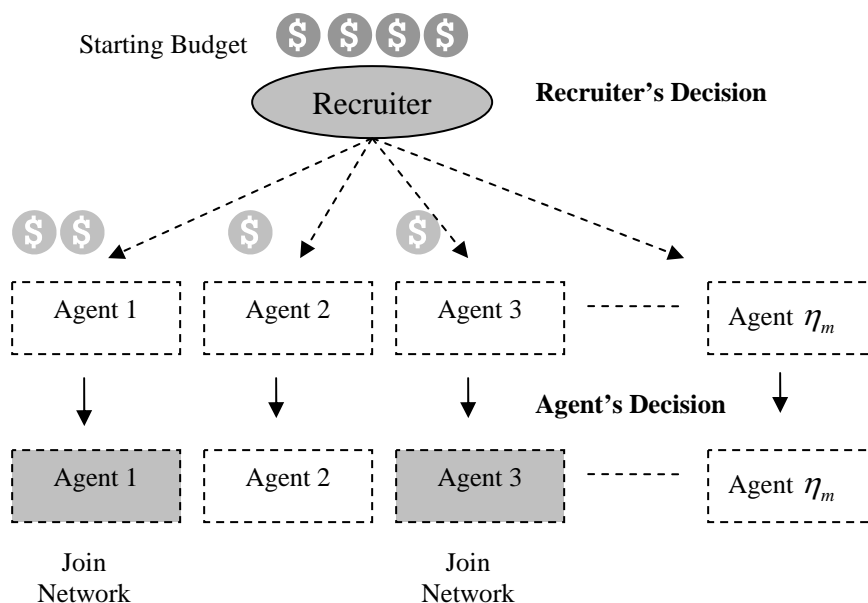 Starting Budget
$ $ $ $
Recruiter
Recruiter's Decision
$ $ $ $
Agent 1
Agent 2
Agent 3
Agent ηm
Agent's Decision
Agent 1
Agent 2
Agent 3
Agent ηm
Join
Network
Join
Network